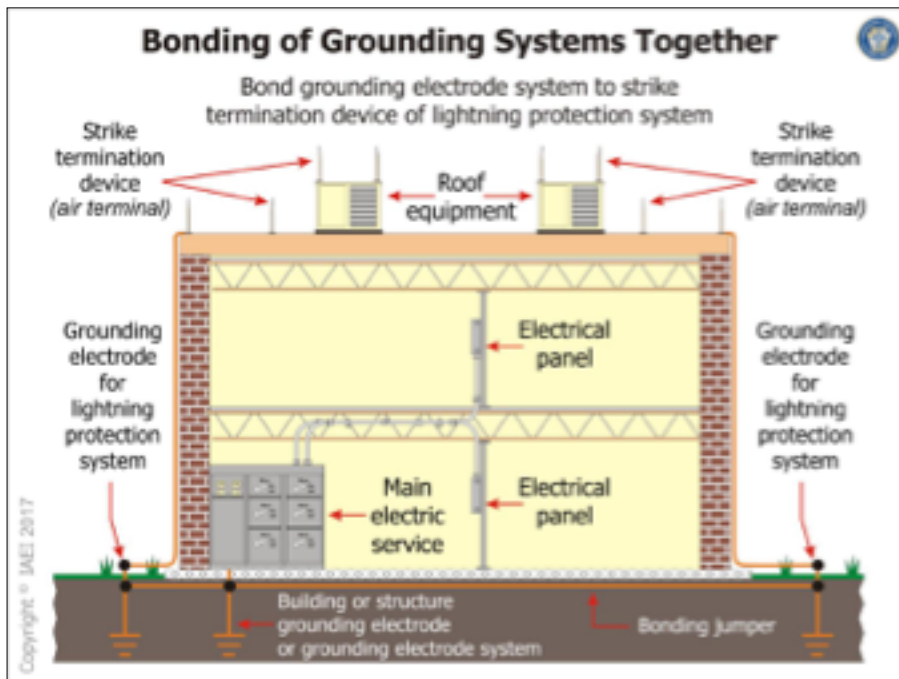 Bonding of Grounding Systems Together
Bond grounding electrode system to strike
termination device of lightning protection system
Strike
termination
device
(air terminal)
Roof
equipment
Strike
termination
device
(air terminal)
Grounding
electrode
for
lightning
protection
system
Electrical
panel
Grounding
electrode
for
lightning
protection
system
Main
electric
service
Electrical
panel
Building or structure
grounding electrode
or grounding electrode system
Bonding jumper
Copyright © IAEI 2017